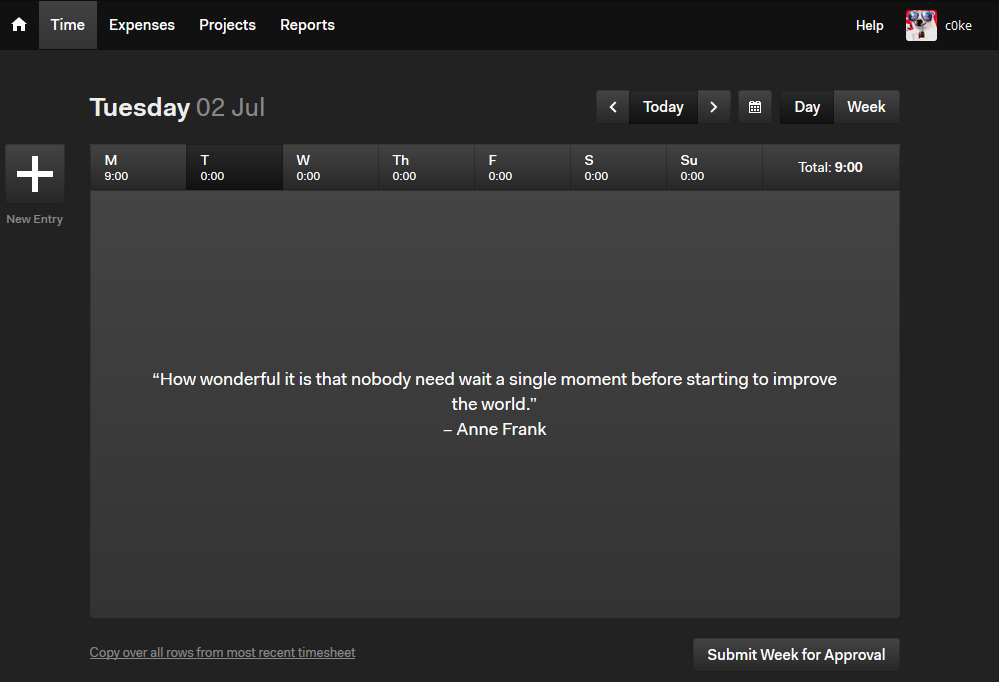 Time Expenses Projects Reports Help c0ke
Tuesday 02 Jul Today Day Week
M T W Th F S Su
9:00 0:00 0:00 0:00 0:00 0:00 0:00 Total: 9:00
New Entry
“How wonderful it is that nobody need wait a single moment before starting to improve
the world.”
– Anne Frank
Copy over all rows from most recent timesheet Submit Week for Approval